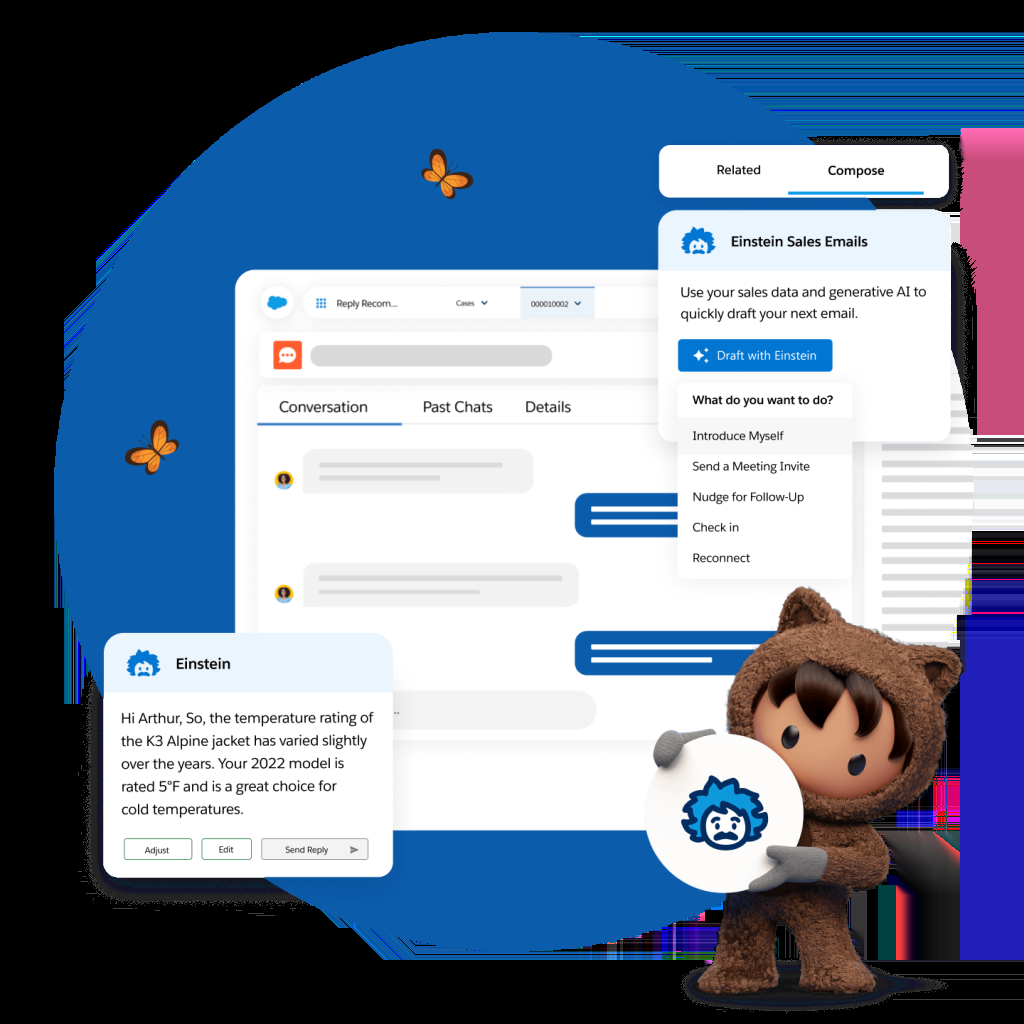 Related
Compose
Einstein Sales Emails
Use your sales data and generative AI to
quickly draft your next email.
Draft with Einstein
What do you want to do?
Introduce Myself
Send a Meeting Invite
Nudge for Follow-Up
Check in
Reconnect
Reply Recom...
Cases
000010002
Conversation
Past Chats
Details
Einstein
Hi Arthur, So, the temperature rating of
the K3 Alpine jacket has varied slightly
over the years. Your 2022 model is
rated 5°F and is a great choice for
cold temperatures.
Adjust
Edit
Send Reply